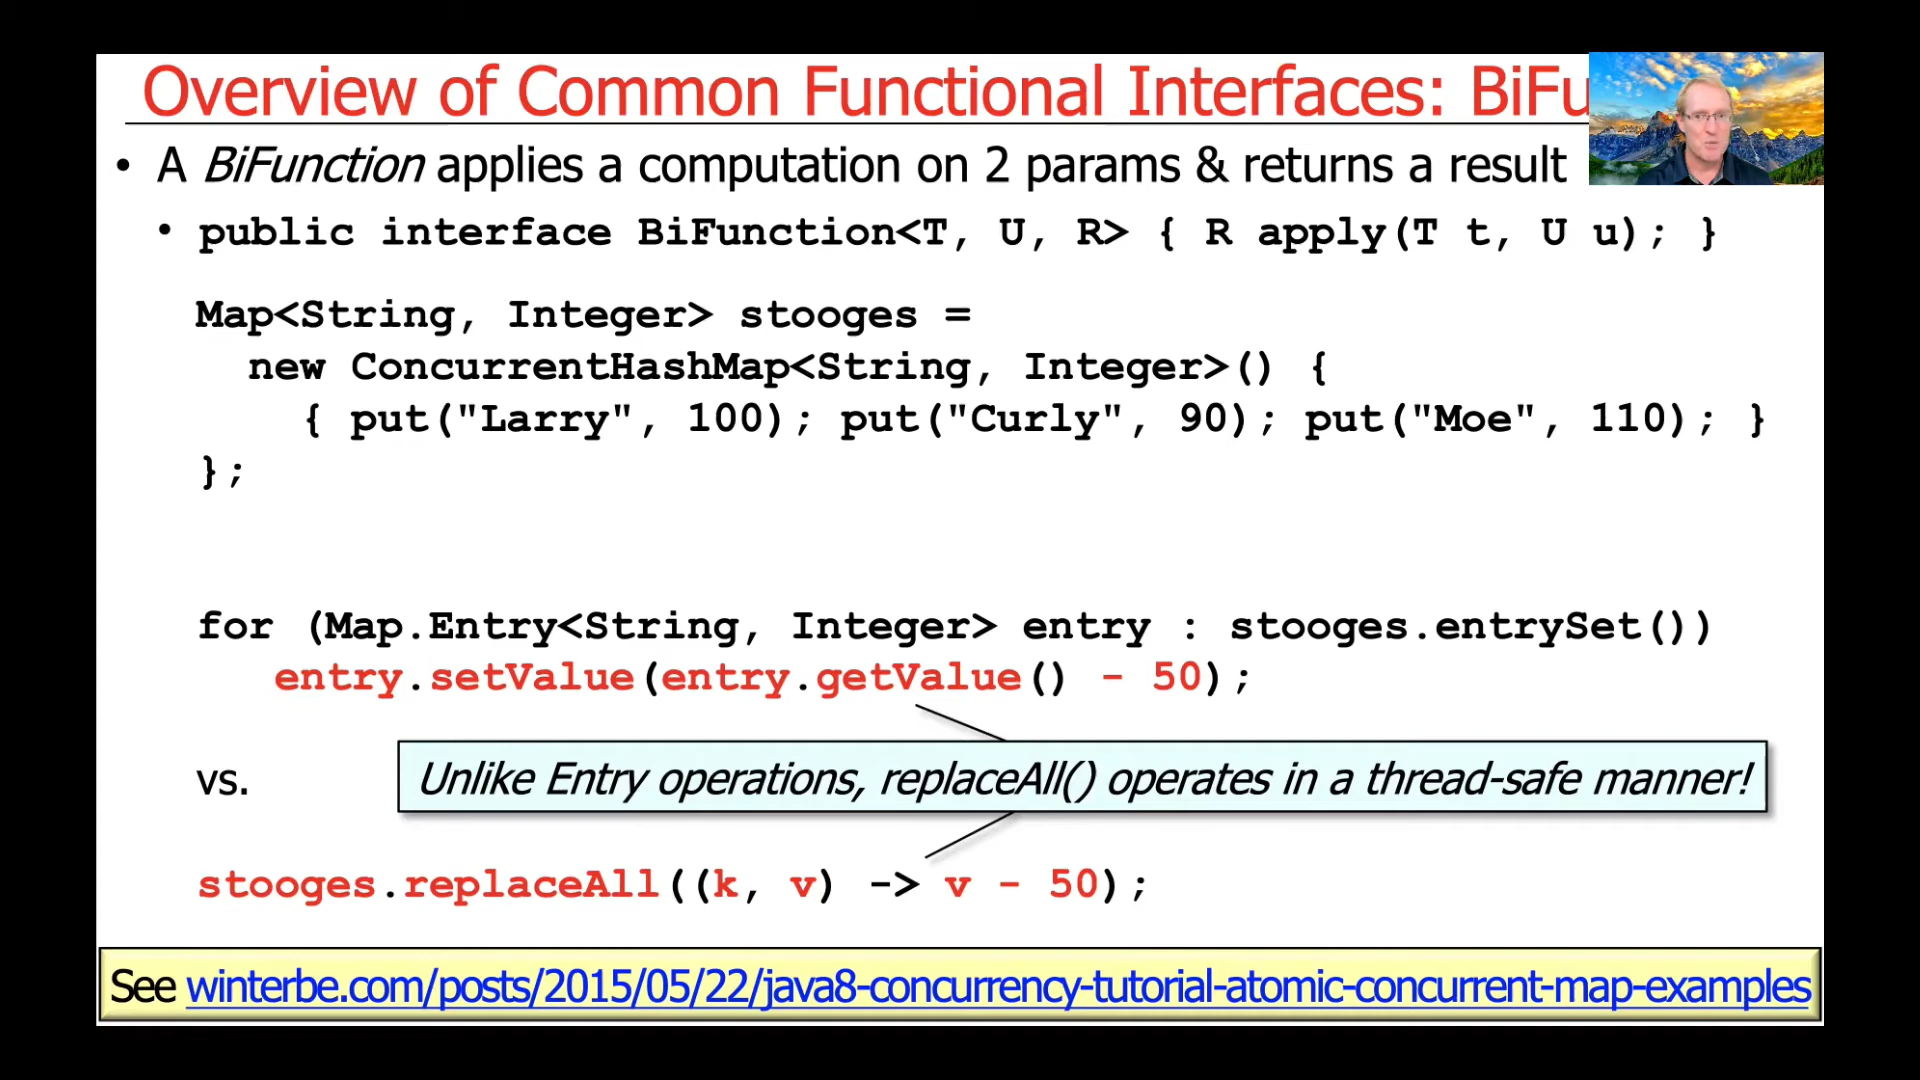 Overview of Common Functional Interfaces: BiFu
• A BiFunction applies a computation on 2 params & returns a result
• public interface BiFunction<T, U, R> { R apply(T t, U u); }
Map<String, Integer> stooges =
new ConcurrentHashMap<String, Integer>() {
{ put("Larry", 100); put("Curly", 90); put("Moe", 110); }
};
for (Map.Entry<String, Integer> entry : stooges.entrySet())
entry.setValue(entry.getValue() - 50);
vs.
Unlike Entry operations, replaceAll() operates in a thread-safe manner!
stooges.replaceAll((k, v) -> v - 50);
See winterbe.com/posts/2015/05/22/java8-concurrency-tutorial-atomic-concurrent-map-examples